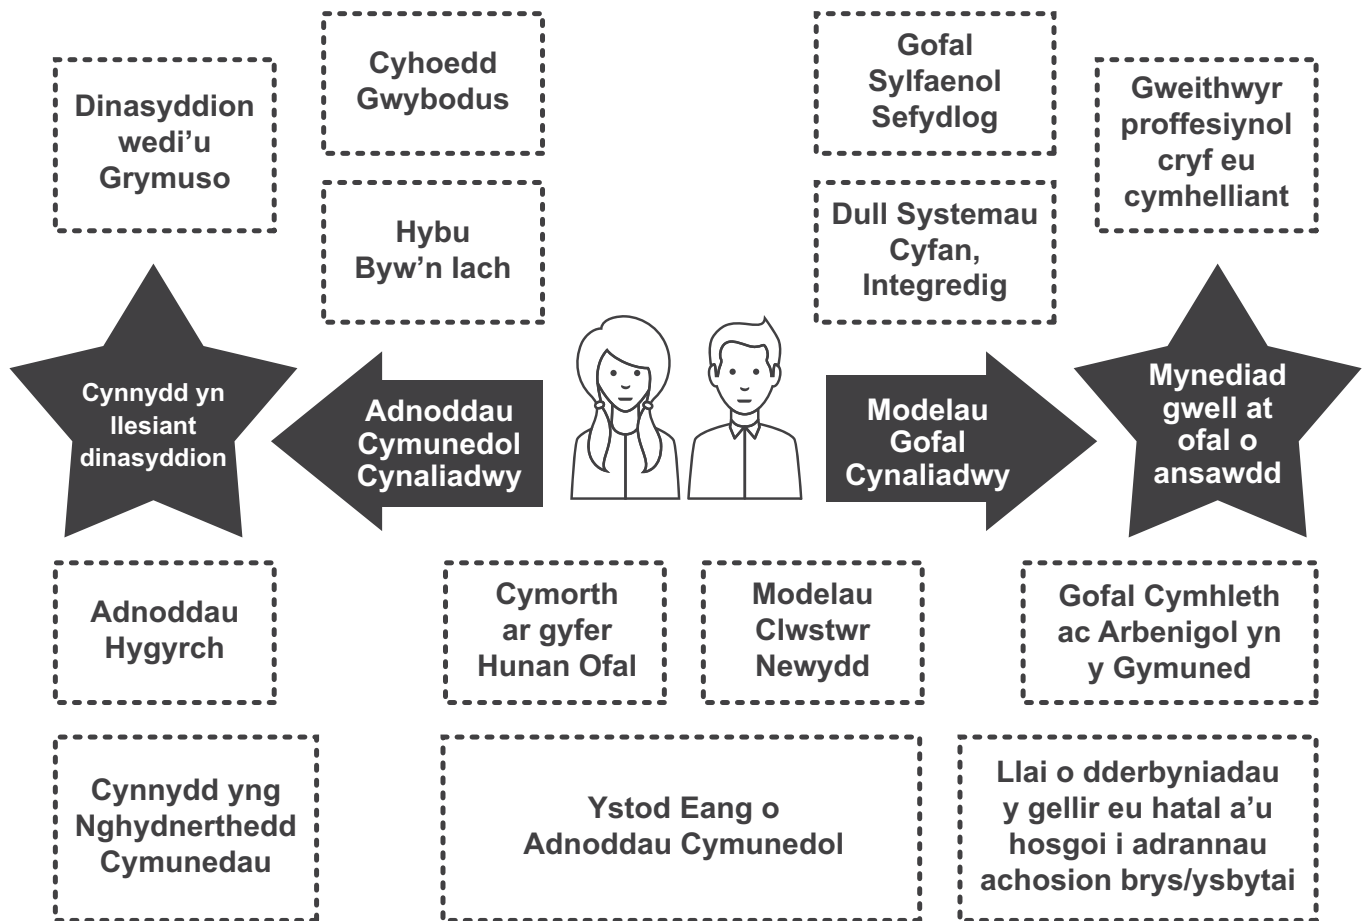 Dinasyddion
wedi’u
Grymuso
Cyhoedd
Gwybodus
Gofal
Sylfaenol
Sefydlog
Gweithwyr
proffesiynol
cryf eu
cymhelliant
Hybu
Byw’n Iach
Dull Systemau
Cyfan,
Integredig
Cynnydd yn
llesiant
dinasyddion
Adnoddau
Cymunedol
Cynaliadwy
Modelau
Gofal
Cynaliadwy
Mynediad
gwell at
ofal o
ansawdd
Adnoddau
Hygyrch
Cymorth
ar gyfer
Hunan Ofal
Modelau
Clwstwr
Newydd
Gofal Cymhleth
ac Arbenigol yn
y Gymuned
Cynnydd yng
Nghydnerthedd
Cymunedau
Ystod Eang o
Adnoddau Cymunedol
Llai o dderbyniadau
y gellir eu hatal a’u
hosgoi i adrannau
achosion brys/ysbytai